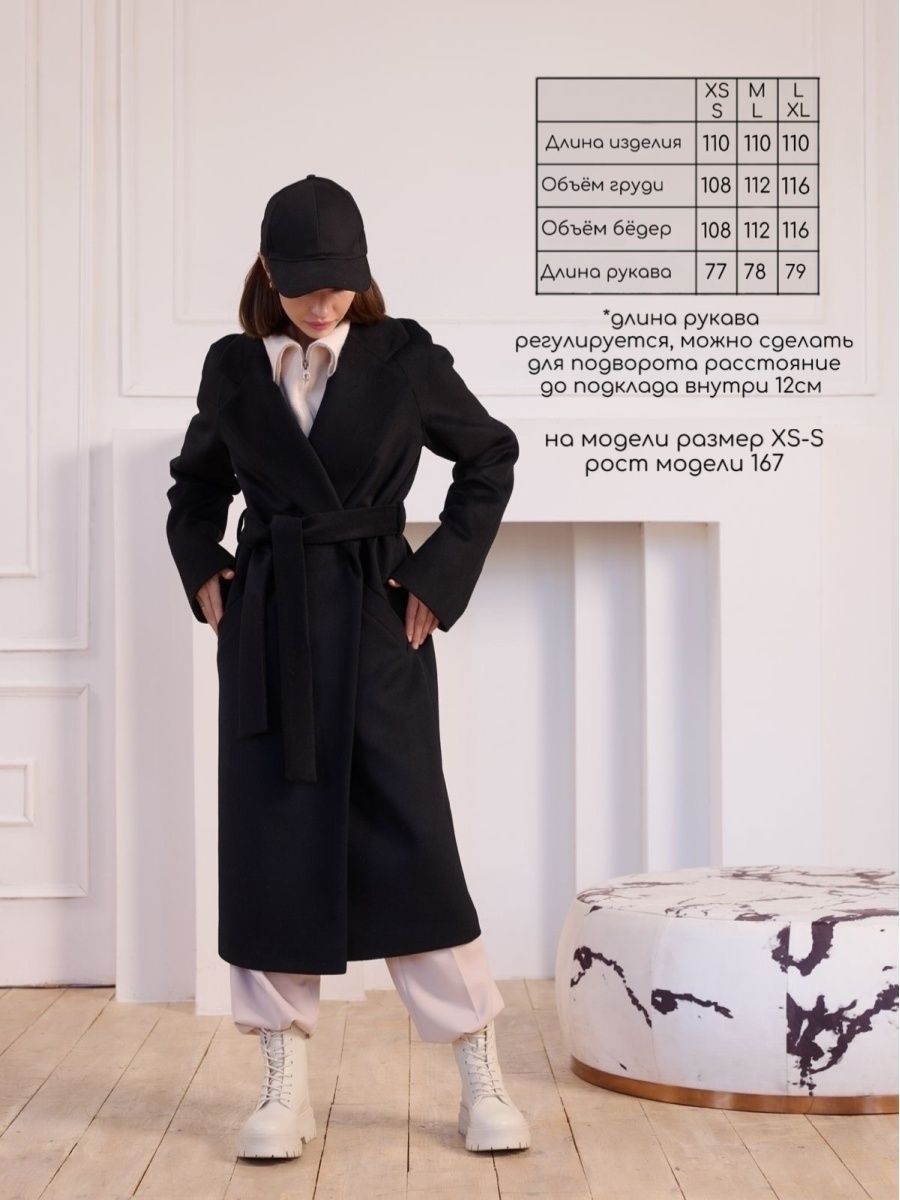 XS M L
S L XL
Длина изделия 110 110 110
Объём груди 108 112 116
Объём бёдер 108 112 116
Длина рукава 77 78 79
*длина рукава
регулируется, можно сделать
для подворота расстояние
до подклада внутри 12см
на модели размер XS-S
рост модели 167